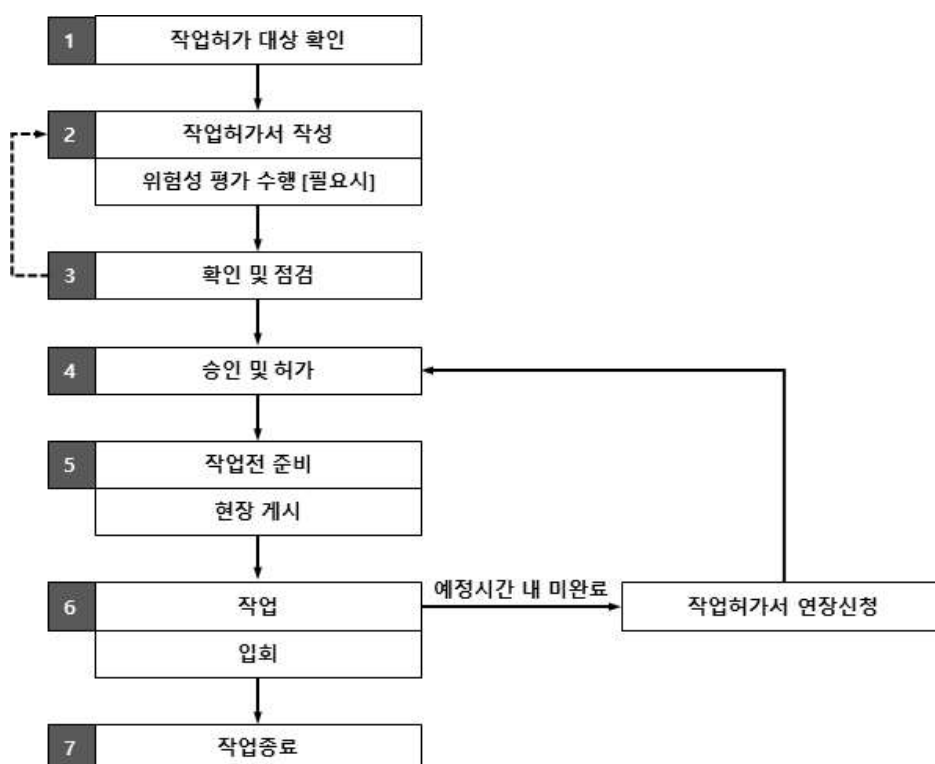 1 작업허가 대상 확인
2 작업허가서 작성
위험성 평가 수행 [필요시]
3 확인 및 점검
4 승인 및 허가
5 작업전 준비
현장 게시
6 작업
예정시간 내 미완료
작업허가서 연장신청
입회
7 작업종료